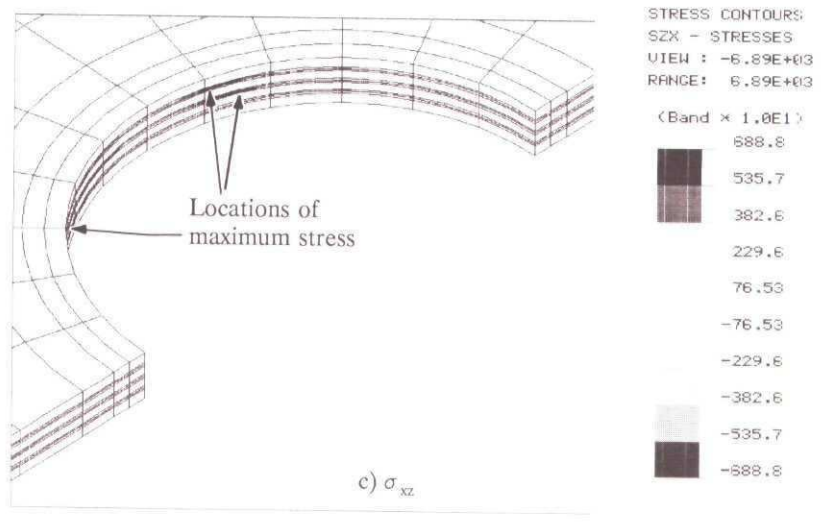 STRESS CONTOURS
SZX - STRESSES
VIEW : -6.89E+03
RANGE: 6.89E+03
(Band * 1.0E1)
688.8
535.7
382.6
229.6
76.53
-76.53
-229.6
-382.6
-535.7
-688.8
Locations of
maximum stress
c) σxz